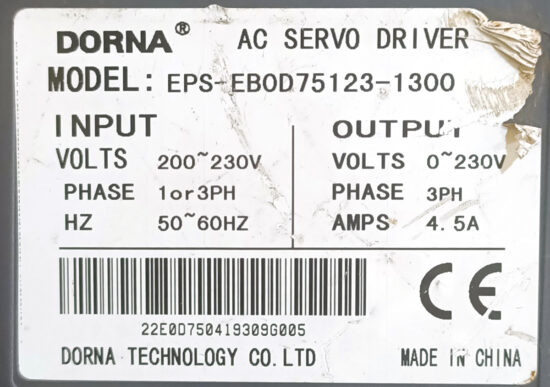 DORNA® AC SERVO DRIVER
MODEL: EPS-EB0D75123-1300
INPUT OUTPUT
VOLTS 200~230V VOLTS 0~230V
PHASE 1or3PH PHASE 3PH
HZ 50~60HZ AMPS 4.5A
CE
22E0D750419309G005
DORNA TECHNOLOGY CO.LTD MADE IN CHINA